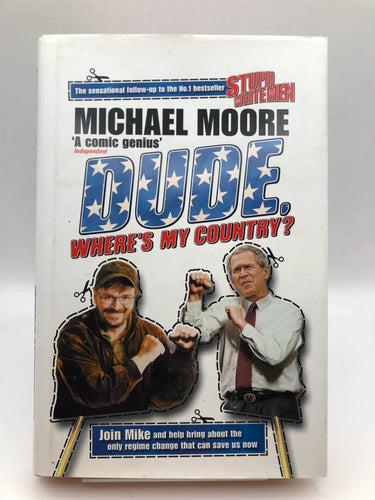 The sensational follow-up to the No.1 bestseller
STUPID
WHITE MEN
MICHAEL MOORE
'A comic genius'
Independent
DUDE,
WHERE'S MY COUNTRY?
Join Mike and help bring about the
only regime change that can save us now